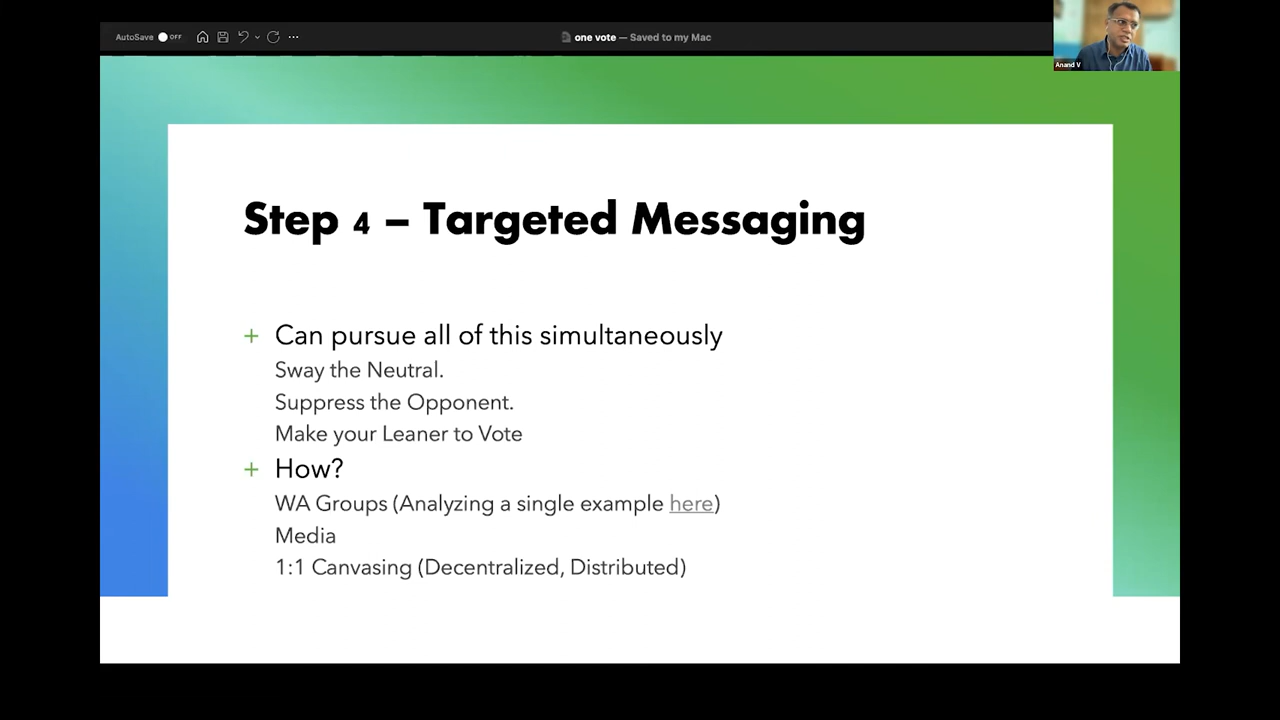 AutoSave OFF
one vote — Saved to my Mac
Anand V
Step 4 – Targeted Messaging
+ Can pursue all of this simultaneously
Sway the Neutral.
Suppress the Opponent.
Make your Leaner to Vote
+ How?
WA Groups (Analyzing a single example here)
Media
1:1 Canvasing (Decentralized, Distributed)